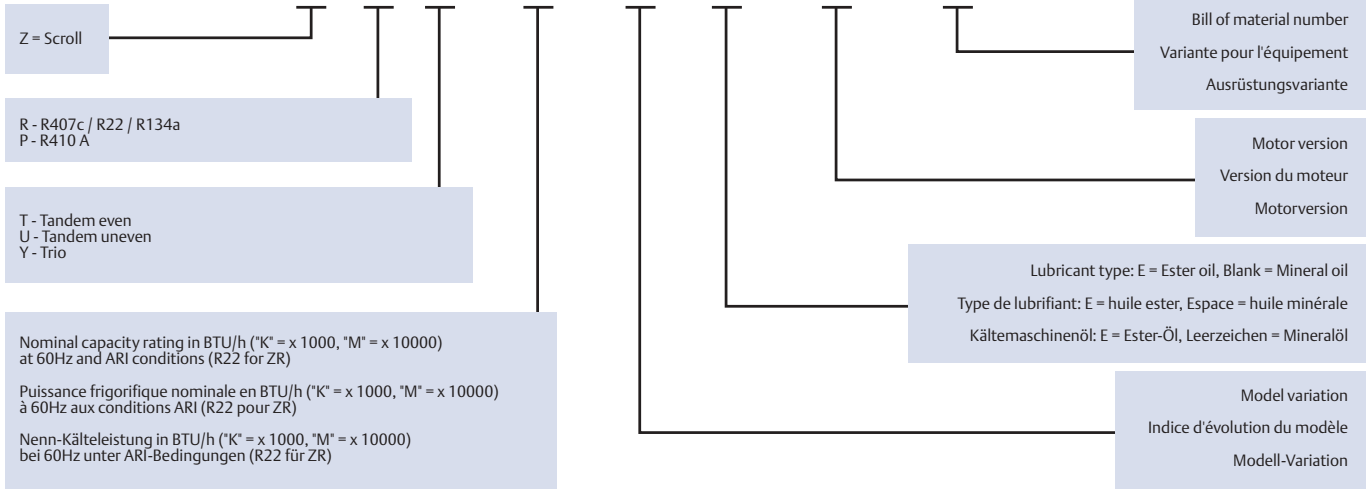 Z = Scroll
R - R407c / R22 / R134a
P - R410 A
T - Tandem even
U - Tandem uneven
Y - Trio
Nominal capacity rating in BTU/h ("K" = x 1000, "M" = x 10000)
at 60Hz and ARI conditions (R22 for ZR)
Puissance frigorifique nominale en BTU/h ("K" = x 1000, "M" = x 10000)
à 60Hz aux conditions ARI (R22 pour ZR)
Nenn-Kälteleistung in BTU/h ("K" = x 1000, "M" = x 10000)
bei 60Hz unter ARI-Bedingungen (R22 für ZR)
Bill of material number
Variante pour l'équipement
Ausrüstungsvariante
Motor version
Version du moteur
Motorversion
Lubricant type: E = Ester oil, Blank = Mineral oil
Type de lubrifiant: E = huile ester, Espace = huile minérale
Kältemaschinenöl: E = Ester-Öl, Leerzeichen = Mineralöl
Model variation
Indice d'évolution du modèle
Modell-Variation